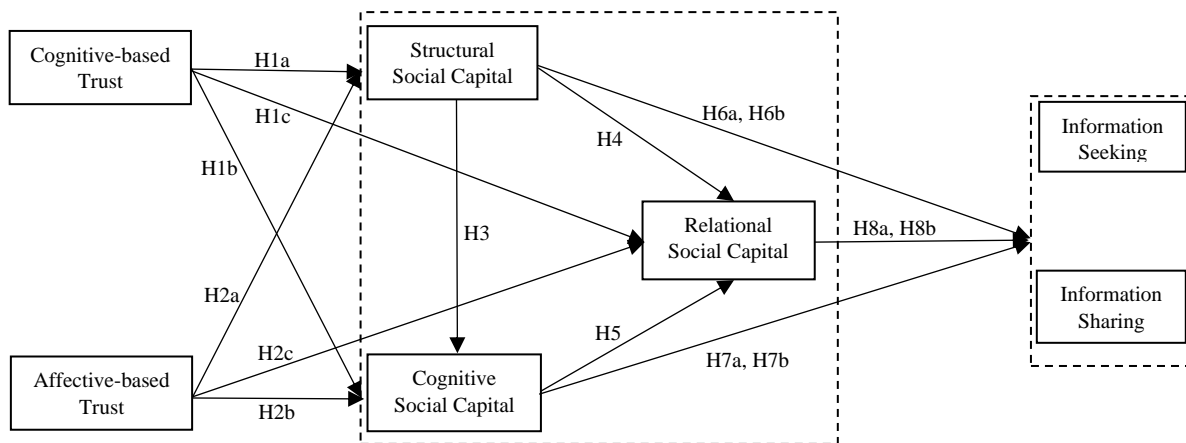 Cognitive-based
Trust
Structural
Social Capital
H1a
H1c
H1b
H6a, H6b
H4
Information
Seeking
Relational
Social Capital
H8a, H8b
H3
H2a
Information
Sharing
H5
H2c
H7a, H7b
Affective-based
Trust
Cognitive
Social Capital
H2b